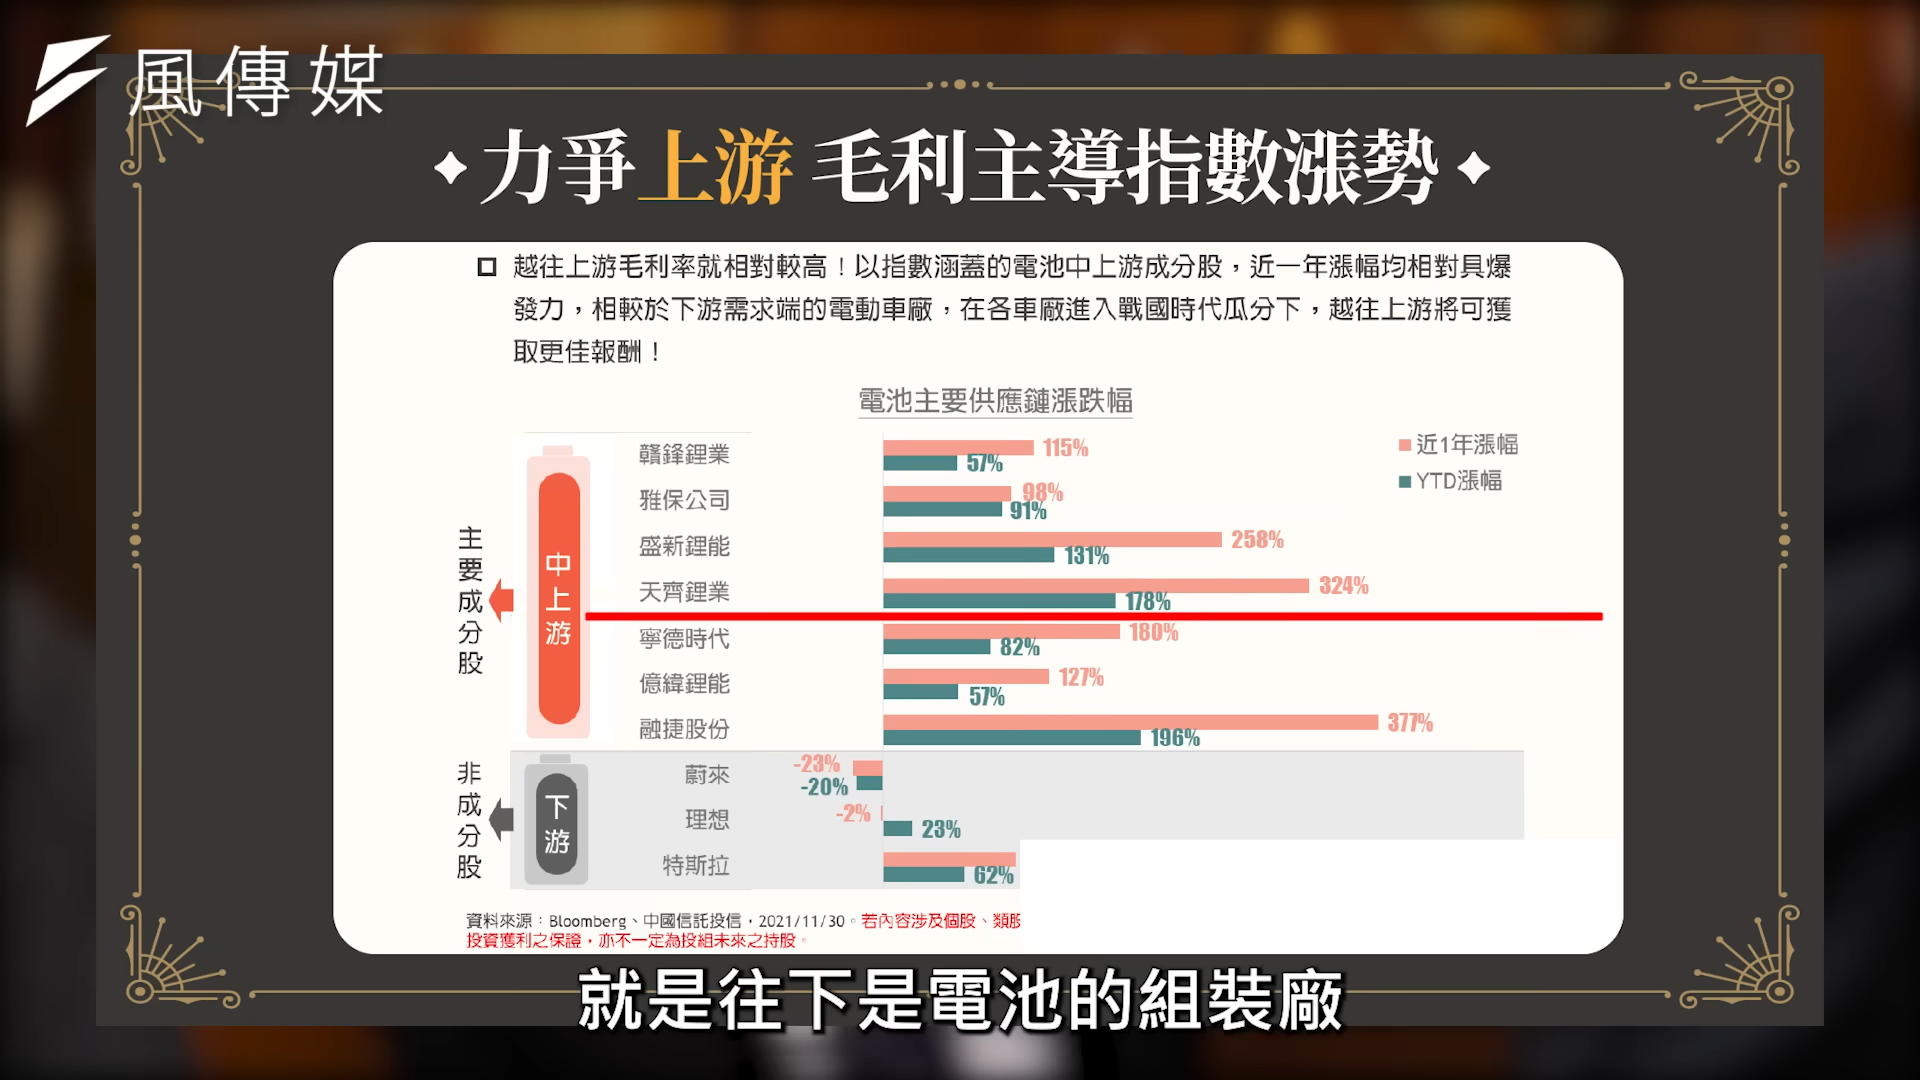 風傳媒
力爭上游 毛利主導指數漲勢
越往上游毛利率就相對較高！以指數涵蓋的電池中上游成分股，近一年漲幅均相對具爆
發力，相較於下游需求端的電動車廠，在各車廠進入戰國時代瓜分下，越往上游將可獲
取更佳報酬！
電池主要供應鏈漲跌幅
近1年漲幅
YTD漲幅
主要成分股
中上游
贛鋒鋰業 115% 57%
雅保公司 98% 91%
盛新鋰能 258% 131%
天齊鋰業 324% 178%
寧德時代 180% 82%
億緯鋰能 127% 57%
融捷股份 377% 196%
非成分股
下游
蔚來 -23% -20%
理想 -2% 23%
特斯拉 62%
資料來源：Bloomberg、中國信託投信，2021/11/30。若內容涉及個股、類股
投資獲利之保證，亦不一定為投組未來之持股。
就是往下是電池的組裝廠